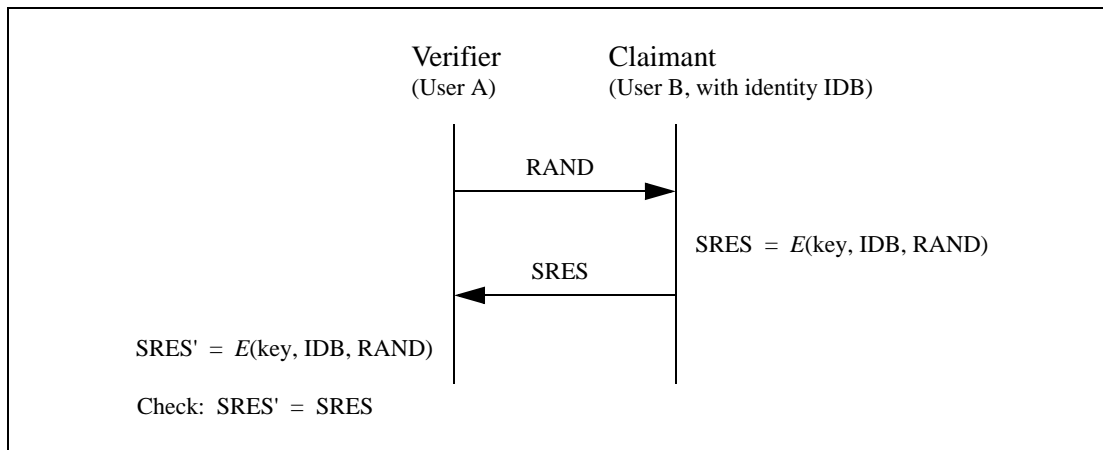 Verifier
(User A)
Claimant
(User B, with identity IDB)
RAND
SRES = E(key, IDB, RAND)
SRES
SRES' = E(key, IDB, RAND)
Check: SRES' = SRES